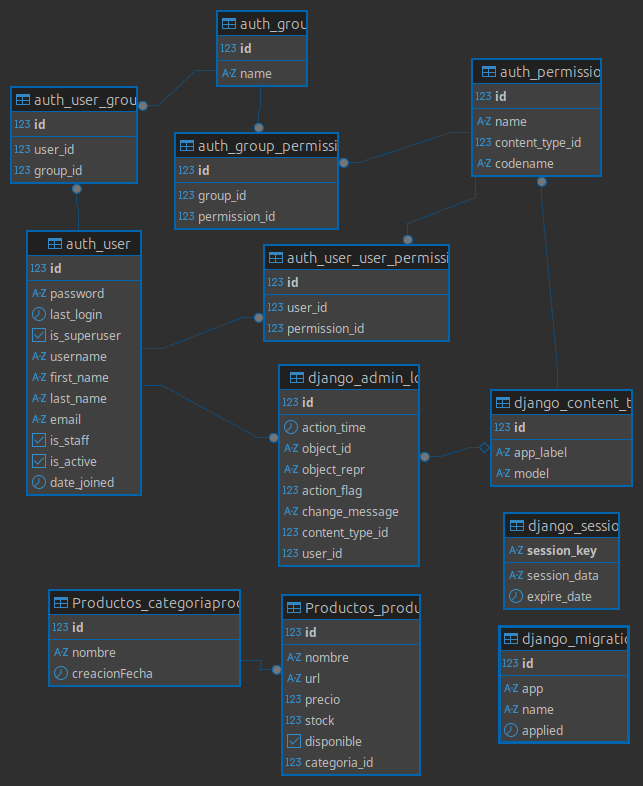 auth_grou
123 id
A-Z name
auth_permissio
123 id
A-Z name
123 content_type_id
A-Z codename
auth_user_grou
123 id
123 user_id
123 group_id
auth_group_permissi
123 id
123 group_id
123 permission_id
auth_user
123 id
A-Z password
last_login
is_superuser
A-Z username
A-Z first_name
A-Z last_name
A-Z email
is_staff
is_active
date_joined
auth_user_user_permissi
123 id
123 user_id
123 permission_id
django_admin_lo
123 id
action_time
A-Z object_id
A-Z object_repr
123 action_flag
A-Z change_message
123 content_type_id
123 user_id
django_content_t
123 id
A-Z app_label
A-Z model
django_sessio
A-Z session_key
A-Z session_data
expire_date
Productos_categoriaproc
123 id
A-Z nombre
creacionFecha
Productos_produ
123 id
A-Z nombre
A-Z url
123 precio
123 stock
disponible
123 categoria_id
django_migratic
123 id
A-Z app
A-Z name
applied